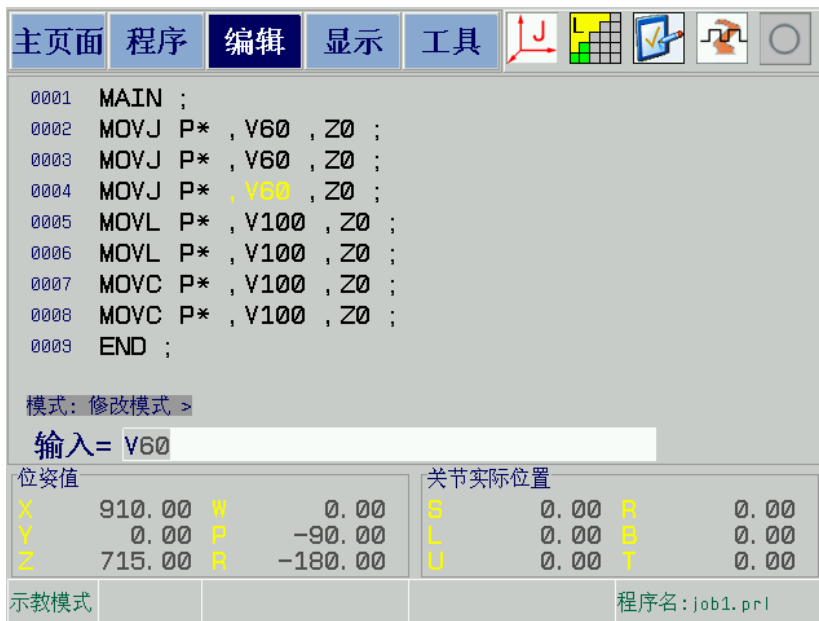 主页面 程序 编辑 显示 工具 J L
0001 MAIN ;
0002 MOVJ P* , V60 , Z0 ;
0003 MOVJ P* , V60 , Z0 ;
0004 MOVJ P* , V60 , Z0 ;
0005 MOVL P* , V100 , Z0 ;
0006 MOVL P* , V100 , Z0 ;
0007 MOVC P* , V100 , Z0 ;
0008 MOVC P* , V100 , Z0 ;
0009 END ;
模式: 修改模式 >
输入= V60
位姿值 关节实际位置
X 910.00 W 0.00 S 0.00 R 0.00
Y 0.00 P -90.00 L 0.00 B 0.00
Z 715.00 R -180.00 U 0.00 T 0.00
示教模式 程序名:job1.prl